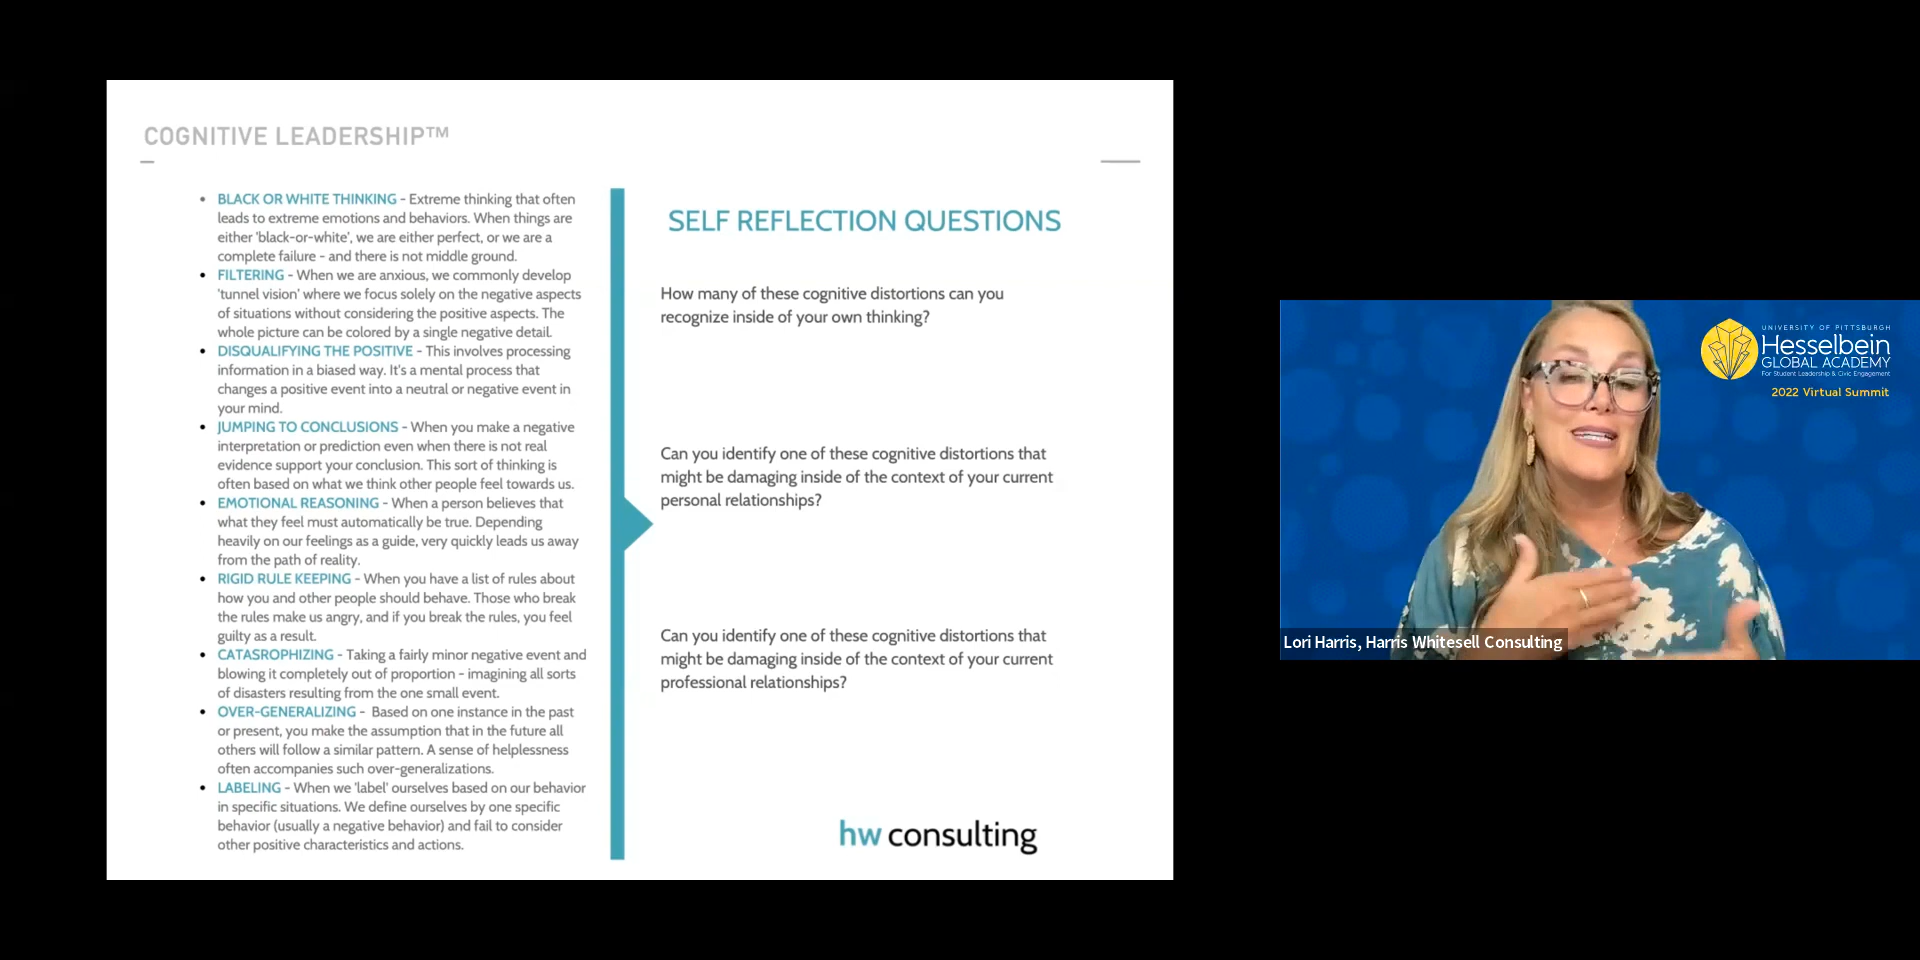 COGNITIVE LEADERSHIP™
• BLACK OR WHITE THINKING - Extreme thinking that often
leads to extreme emotions and behaviors. When things are
either 'black-or-white', we are either perfect, or we are a
complete failure - and there is not middle ground.
• FILTERING - When we are anxious, we commonly develop
'tunnel vision' where we focus solely on the negative aspects
of situations without considering the positive aspects. The
whole picture can be colored by a single negative detail.
• DISQUALIFYING THE POSITIVE - This involves processing
information in a biased way. It's a mental process that
changes a positive event into a neutral or negative event in
your mind.
• JUMPING TO CONCLUSIONS - When you make a negative
interpretation or prediction even when there is not real
evidence support your conclusion. This sort of thinking is
often based on what we think other people feel towards us.
• EMOTIONAL REASONING - When a person believes that
what they feel must automatically be true. Depending
heavily on our feelings as a guide, very quickly leads us away
from the path of reality.
• RIGID RULE KEEPING - When you have a list of rules about
how you and other people should behave. Those who break
the rules make us angry, and if you break the rules, you feel
guilty as a result.
• CATASROPHIZING - Taking a fairly minor negative event and
blowing it completely out of proportion - imagining all sorts
of disasters resulting from the one small event.
• OVER-GENERALIZING - Based on one instance in the past
or present, you make the assumption that in the future all
others will follow a similar pattern. A sense of helplessness
often accompanies such over-generalizations.
• LABELING - When we 'label' ourselves based on our behavior
in specific situations. We define ourselves by one specific
behavior (usually a negative behavior) and fail to consider
other positive characteristics and actions.
SELF REFLECTION QUESTIONS
How many of these cognitive distortions can you
recognize inside of your own thinking?
Can you identify one of these cognitive distortions that
might be damaging inside of the context of your current
personal relationships?
Can you identify one of these cognitive distortions that
might be damaging inside of the context of your current
professional relationships?
hw consulting
UNIVERSITY OF PITTSBURGH
Hesselbein
GLOBAL ACADEMY
For Student Leadership & Civic Engagement
2022 Virtual Summit
Lori Harris, Harris Whitesell Consulting